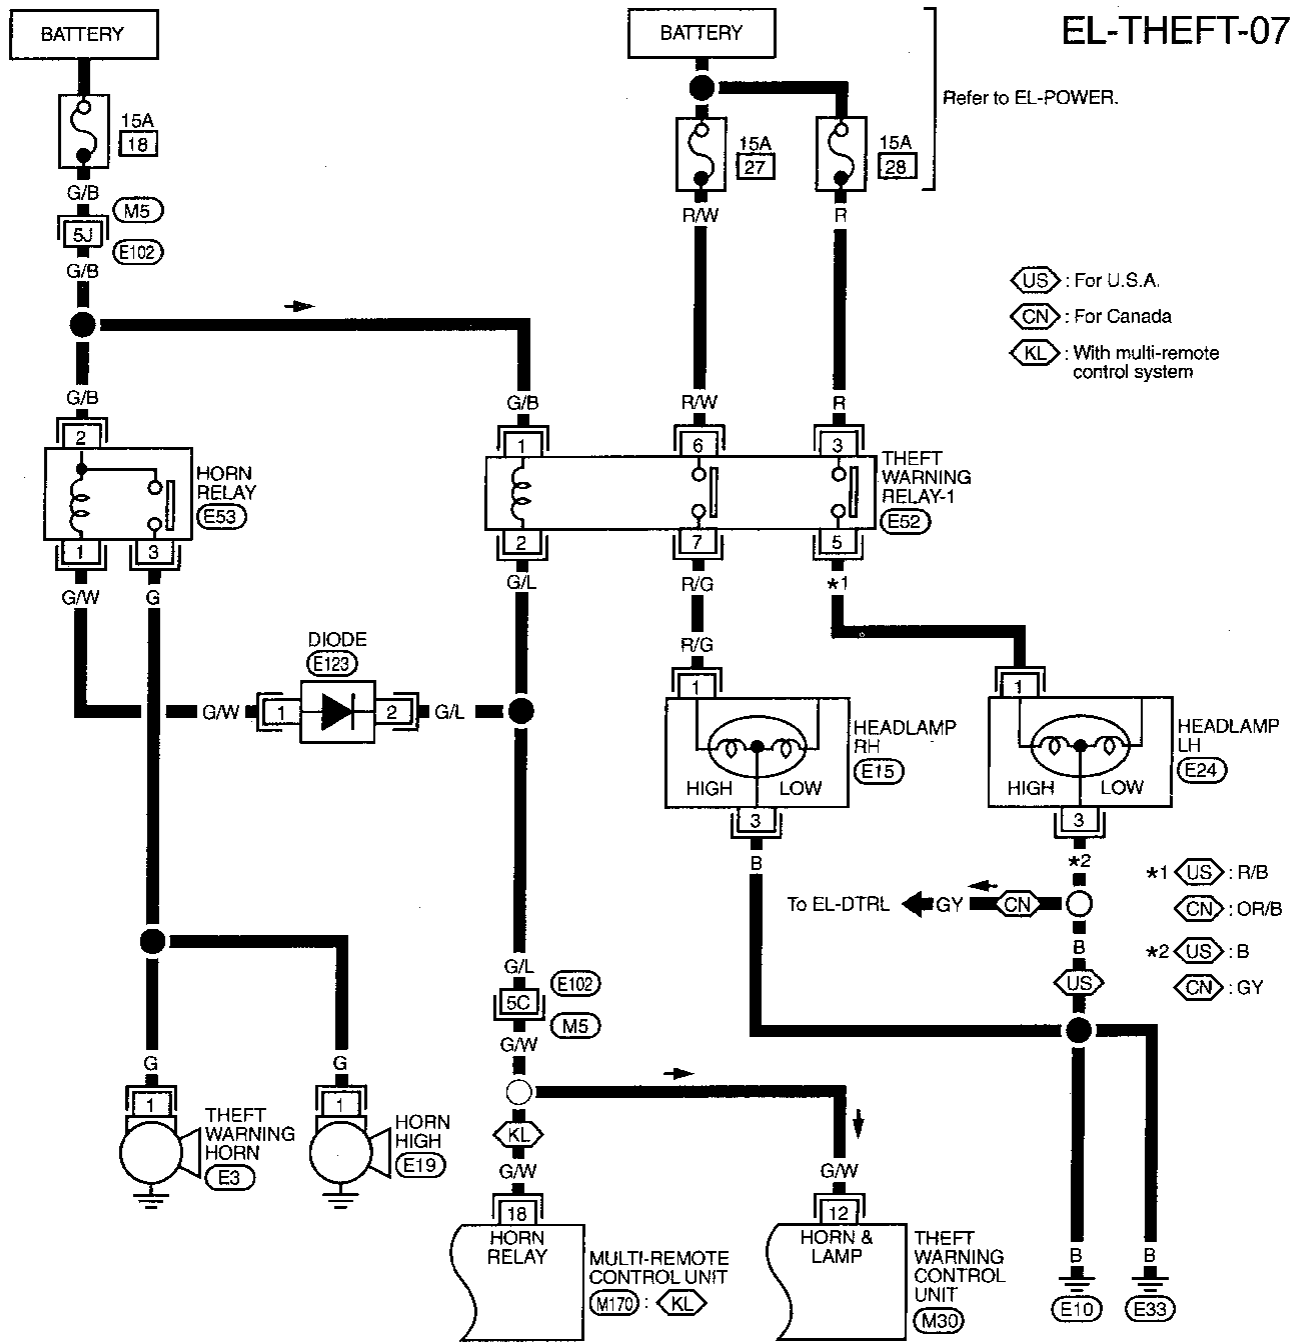 EL-THEFT-07
BATTERY
BATTERY
Refer to EL-POWER.
15A
18
15A
27
15A
28
G/B
M5
5J
E102
G/B
R/W
R
US : For U.S.A.
CN : For Canada
KL : With multi-remote
control system
G/B
G/B
R/W
R
2
1
6
3
HORN
RELAY
E53
THEFT
WARNING
RELAY-1
E52
1
3
2
7
5
G/W
G
G/L
R/G
*1
R/G
DIODE
E123
G/W
1
2
G/L
1
1
HEADLAMP
RH
E15
HIGH
LOW
HEADLAMP
LH
E24
HIGH
LOW
3
3
B
*2
To EL-DTRL
GY
CN
B
US
*1 US : R/B
CN : OR/B
*2 US : B
CN : GY
G/L
E102
5C
M5
G/W
G
G
1
1
THEFT
WARNING
HORN
E3
HORN
HIGH
E19
KL
G/W
G/W
18
12
HORN
RELAY
HORN &
LAMP
MULTI-REMOTE
CONTROL UNIT
M170 : KL
THEFT
WARNING
CONTROL
UNIT
M30
B
B
E10
E33